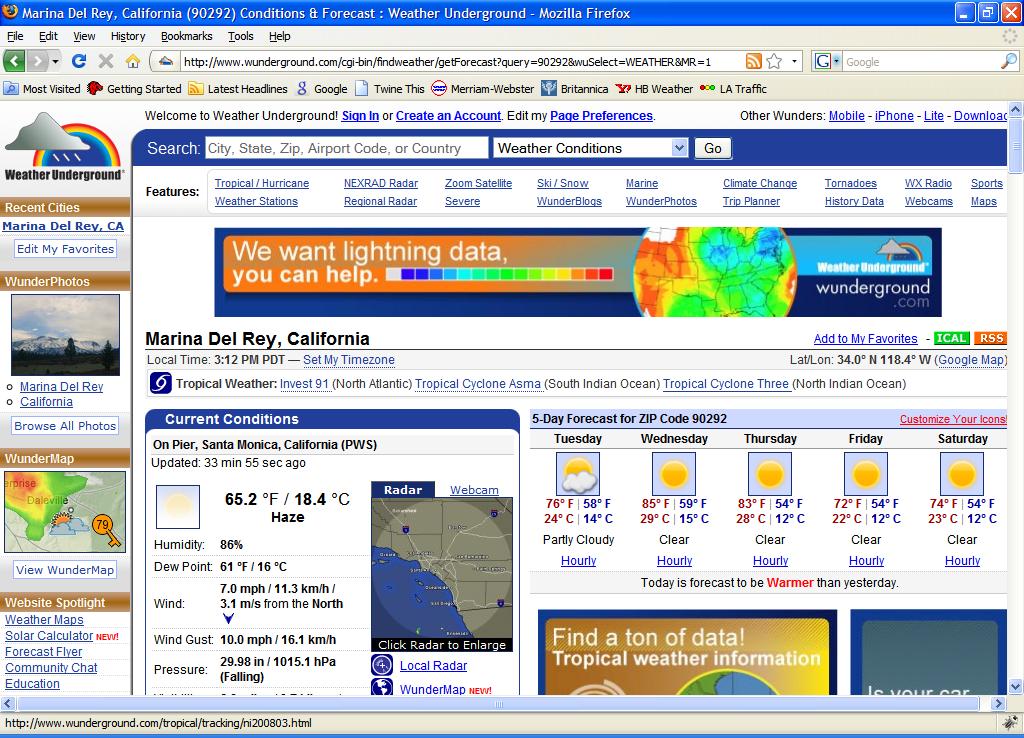 Marina Del Rey, California (90292) Conditions & Forecast : Weather Underground - Mozilla Firefox
File Edit View History Bookmarks Tools Help
http://www.wunderground.com/cgi-bin/findweather/getForecast?query=90292&wuSelect=WEATHER&MR=1
G Google
Most Visited Getting Started Latest Headlines Google Twine This Merriam-Webster Britannica HB Weather LA Traffic
Weather Underground®
Welcome to Weather Underground! Sign In or Create an Account. Edit my Page Preferences.
Other Wunders: Mobile - iPhone - Lite - Downloac
Search: City, State, Zip, Airport Code, or Country Weather Conditions Go
Features:
Tropical / Hurricane NEXRAD Radar Zoom Satellite Ski / Snow Marine Climate Change Tornadoes WX Radio Sports
Weather Stations Regional Radar Severe WunderBlogs WunderPhotos Trip Planner History Data Webcams Maps
Recent Cities
Marina Del Rey, CA
Edit My Favorites
WunderPhotos
Marina Del Rey
California
Browse All Photos
WunderMap
erprise
Daleville
79
View WunderMap
Website Spotlight
Weather Maps
Solar Calculator NEW!
Forecast Flyer
Community Chat
Education
We want lightning data,
you can help.
Weather Underground®
wunderground
.com
Marina Del Rey, California
Add to My Favorites - ICAL RSS
Local Time: 3:12 PM PDT — Set My Timezone
Lat/Lon: 34.0° N 118.4° W (Google Map)
Tropical Weather: Invest 91 (North Atlantic) Tropical Cyclone Asma (South Indian Ocean) Tropical Cyclone Three (North Indian Ocean)
Current Conditions
On Pier, Santa Monica, California (PWS)
Updated: 33 min 55 sec ago
65.2 °F / 18.4 °C
Haze
Humidity: 86%
Dew Point: 61 °F / 16 °C
Wind: 7.0 mph / 11.3 km/h /
3.1 m/s from the North
Wind Gust: 10.0 mph / 16.1 km/h
Pressure: 29.98 in / 1015.1 hPa
(Falling)
Radar Webcam
Click Radar to Enlarge
Local Radar
WunderMap NEW!
5-Day Forecast for ZIP Code 90292
Customize Your Icons!
Tuesday Wednesday Thursday Friday Saturday
76° F | 58° F 85° F | 59° F 83° F | 54° F 72° F | 54° F 74° F | 54° F
24° C | 14° C 29° C | 15° C 28° C | 12° C 22° C | 12° C 23° C | 12° C
Partly Cloudy Clear Clear Clear Clear
Hourly Hourly Hourly Hourly Hourly
Today is forecast to be Warmer than yesterday.
Find a ton of data!
Tropical weather information
Is your car
http://www.wunderground.com/tropical/tracking/ni200803.html